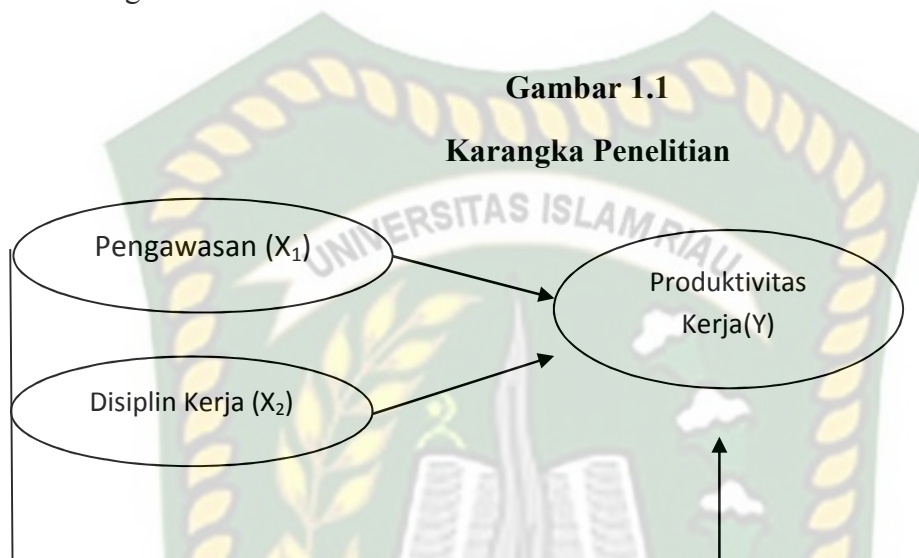 Gambar 1.1
Karangka Penelitian
UNIVERSITAS ISLAM RIAU
Pengawasan (X₁)
Produktivitas
Kerja(Y)
Disiplin Kerja (X₂)